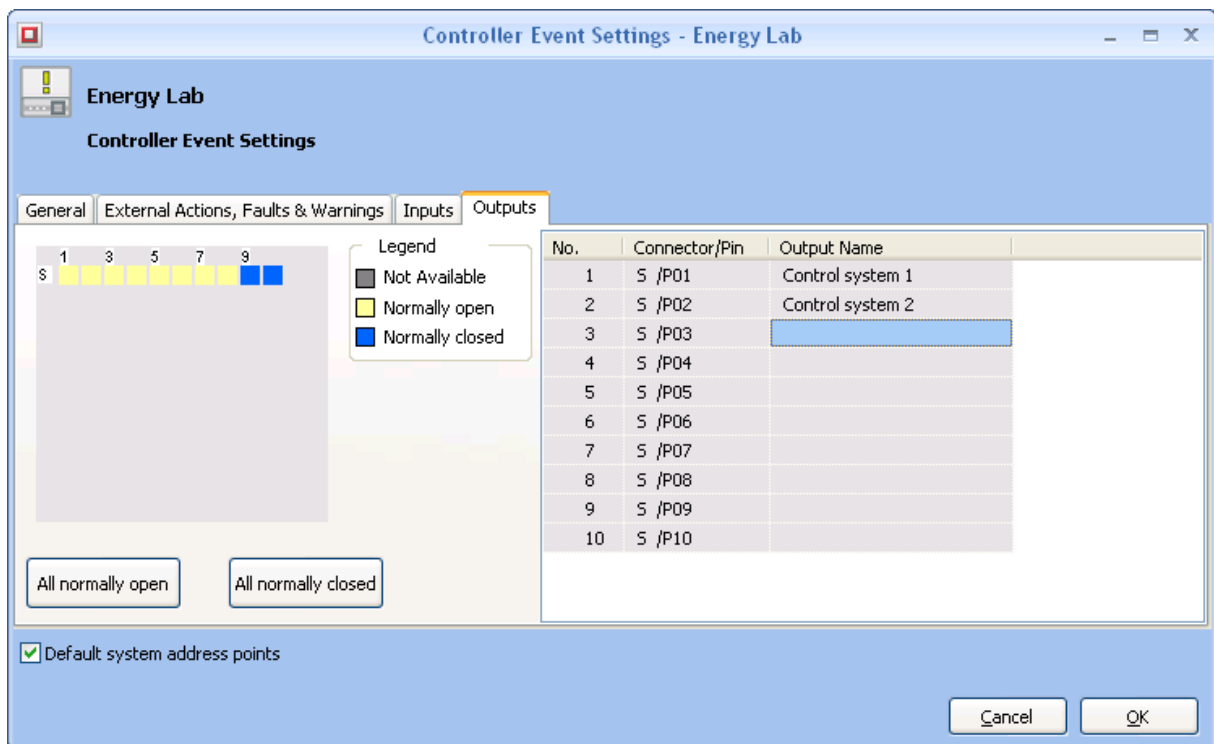 Controller Event Settings - Energy Lab
Energy Lab
Controller Event Settings
General External Actions, Faults & Warnings Inputs Outputs
1 3 5 7 9
S
Legend
Not Available
Normally open
Normally closed
All normally open All normally closed
No. Connector/Pin Output Name
1 S /P01 Control system 1
2 S /P02 Control system 2
3 S /P03
4 S /P04
5 S /P05
6 S /P06
7 S /P07
8 S /P08
9 S /P09
10 S /P10
Default system address points
Cancel OK